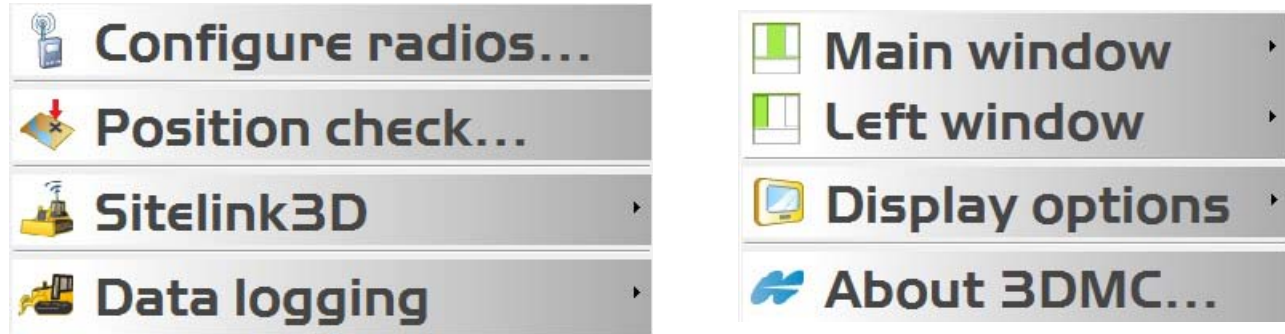 Configure radios...
Position check...
Sitelink3D
Data logging
Main window
Left window
Display options
About 3DMC...